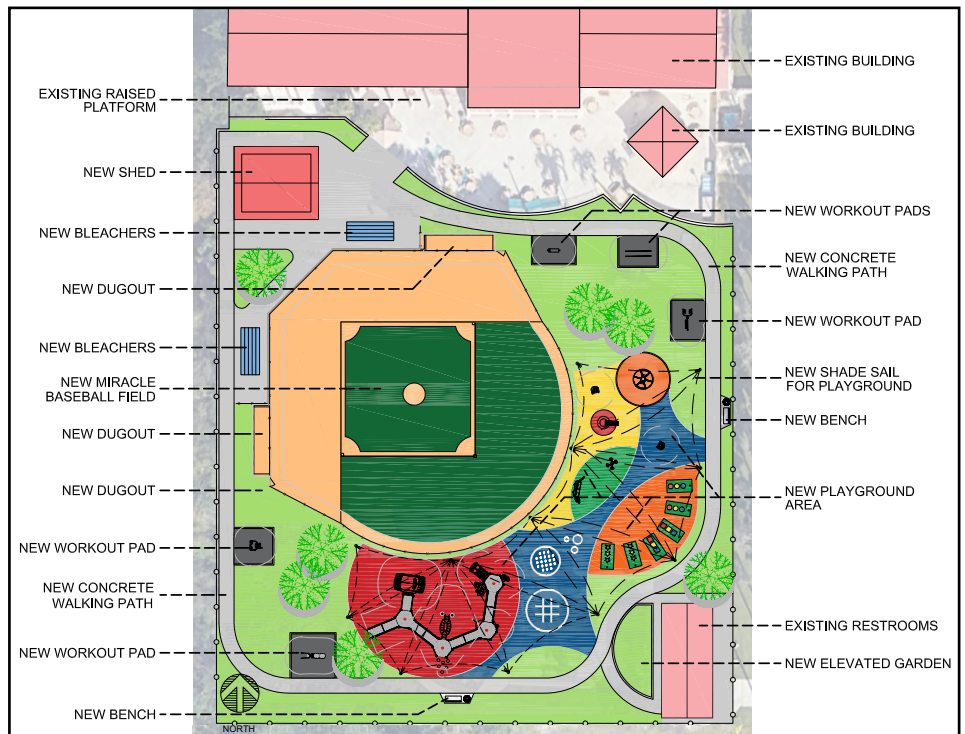 EXISTING RAISED
PLATFORM
NEW SHED
NEW BLEACHERS
NEW DUGOUT
NEW BLEACHERS
NEW MIRACLE
BASEBALL FIELD
NEW DUGOUT
NEW DUGOUT
NEW WORKOUT PAD
NEW CONCRETE
WALKING PATH
NEW WORKOUT PAD
NEW BENCH
NORTH
EXISTING BUILDING
EXISTING BUILDING
NEW WORKOUT PADS
NEW CONCRETE
WALKING PATH
NEW WORKOUT PAD
NEW SHADE SAIL
FOR PLAYGROUND
NEW BENCH
NEW PLAYGROUND
AREA
EXISTING RESTROOMS
NEW ELEVATED GARDEN